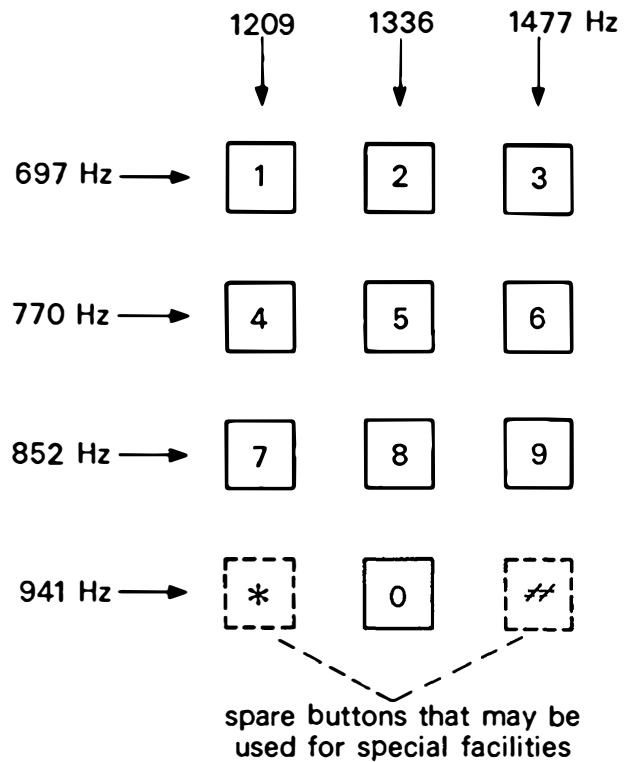 1209 1336 1477 Hz
697 Hz 1 2 3
770 Hz 4 5 6
852 Hz 7 8 9
941 Hz * 0 #
spare buttons that may be
used for special facilities